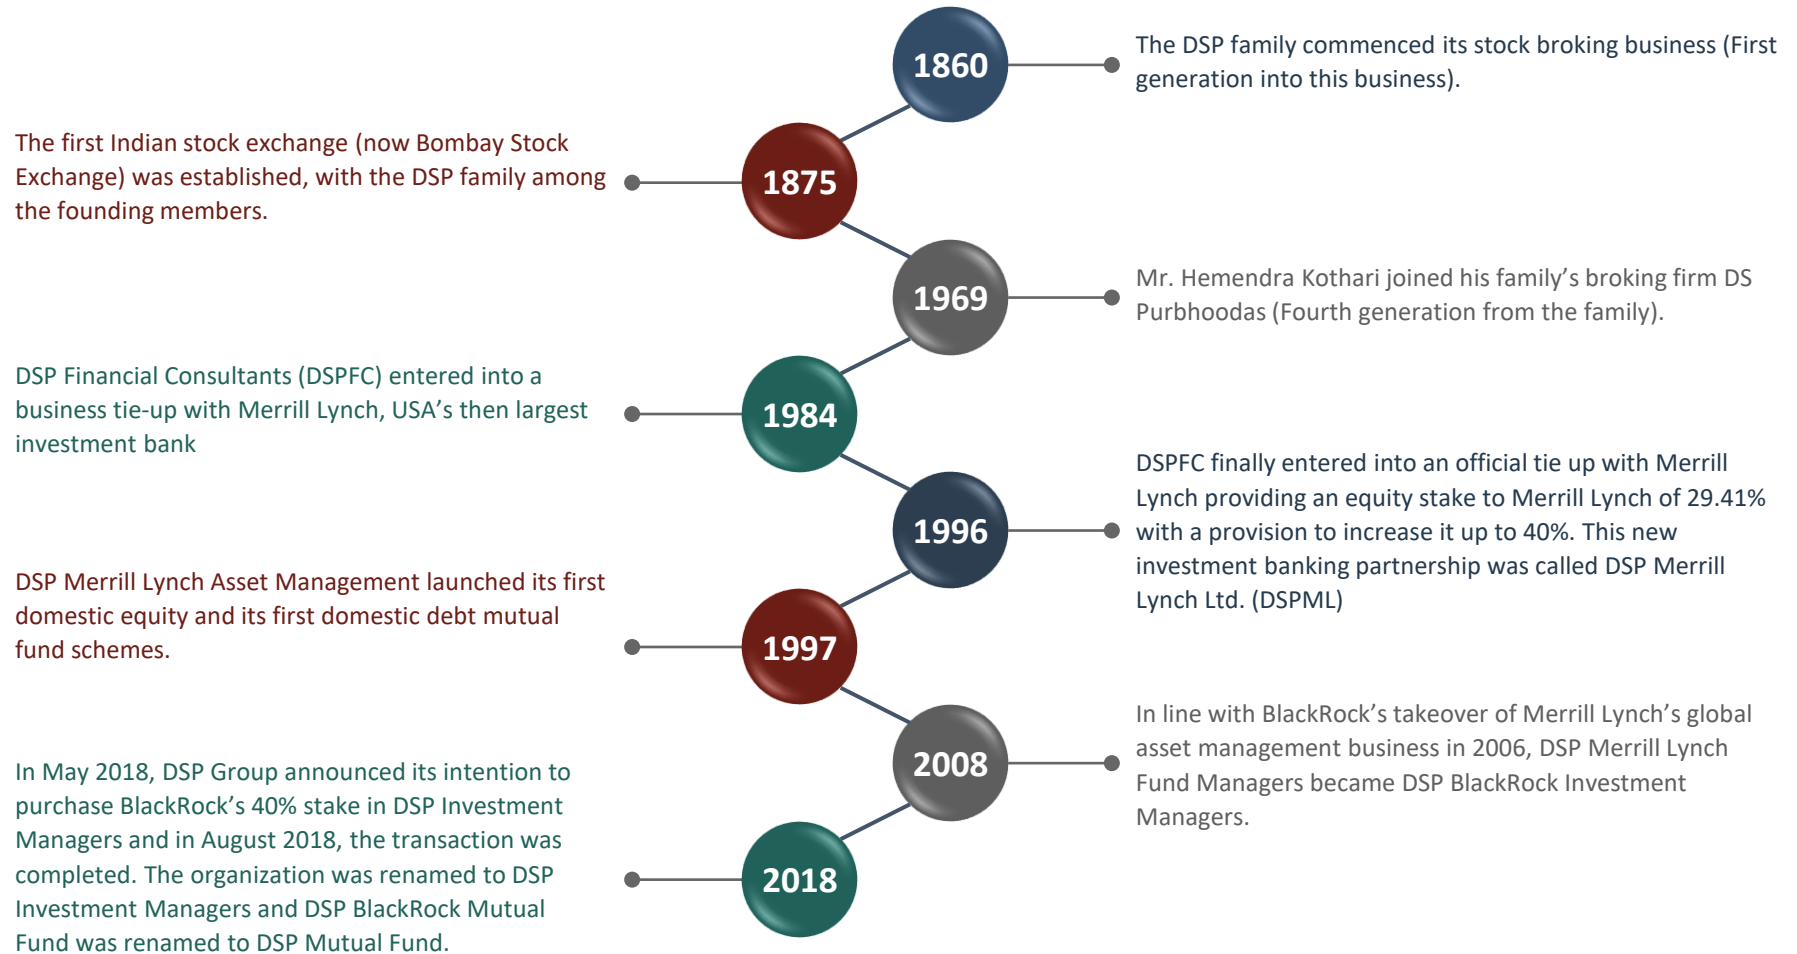 1860
The DSP family commenced its stock broking business (First
generation into this business).
The first Indian stock exchange (now Bombay Stock
Exchange) was established, with the DSP family among
the founding members.
1875
1969
Mr. Hemendra Kothari joined his family’s broking firm DS
Purbhoodas (Fourth generation from the family).
DSP Financial Consultants (DSPFC) entered into a
business tie-up with Merrill Lynch, USA’s then largest
investment bank
1984
1996
DSPFC finally entered into an official tie up with Merrill
Lynch providing an equity stake to Merrill Lynch of 29.41%
with a provision to increase it up to 40%. This new
investment banking partnership was called DSP Merrill
Lynch Ltd. (DSPML)
DSP Merrill Lynch Asset Management launched its first
domestic equity and its first domestic debt mutual
fund schemes.
1997
2008
In line with BlackRock’s takeover of Merrill Lynch’s global
asset management business in 2006, DSP Merrill Lynch
Fund Managers became DSP BlackRock Investment
Managers.
In May 2018, DSP Group announced its intention to
purchase BlackRock’s 40% stake in DSP Investment
Managers and in August 2018, the transaction was
completed. The organization was renamed to DSP
Investment Managers and DSP BlackRock Mutual
Fund was renamed to DSP Mutual Fund.
2018